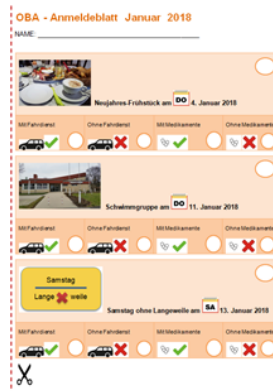 OBA - Anmeldeblatt Januar 2018
NAME:
Neujahres-Frühstück am DO 4. Januar 2018
Mit Fahrdienst Ohne Fahrdienst Mit Medikamente Ohne Medikamente
Schwimmgruppe am DO 11. Januar 2018
Mit Fahrdienst Ohne Fahrdienst Mit Medikamente Ohne Medikamente
Samstag
Lange weile
Samstag ohne Langeweile am SA 13. Januar 2018
Mit Fahrdienst Ohne Fahrdienst Mit Medikamente Ohne Medikamente